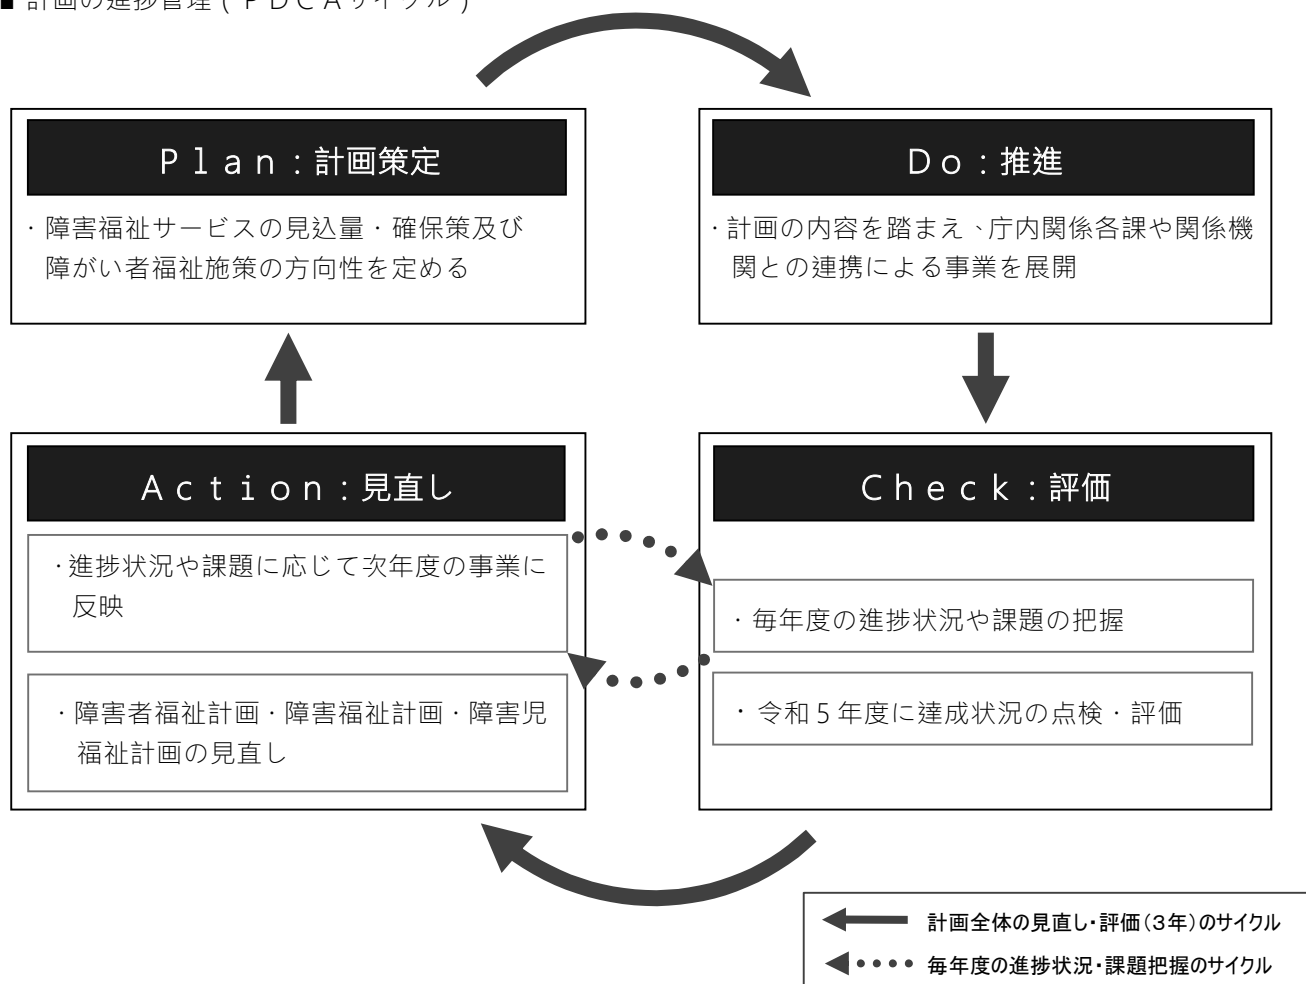 ■ 計画の進捗管理（ＰＤＣＡサイクル）
Ｐｌａｎ：計画策定
・障害福祉サービスの見込量・確保策及び
障がい者福祉施策の方向性を定める
Ｄｏ：推進
・計画の内容を踏まえ、庁内関係各課や関係機
関との連携による事業を展開
Ａｃｔｉｏｎ：見直し
・進捗状況や課題に応じて次年度の事業に
反映
・障害者福祉計画・障害福祉計画・障害児
福祉計画の見直し
Ｃｈｅｃｋ：評価
・毎年度の進捗状況や課題の把握
・令和５年度に達成状況の点検・評価
計画全体の見直し・評価（３年）のサイクル
毎年度の進捗状況・課題把握のサイクル